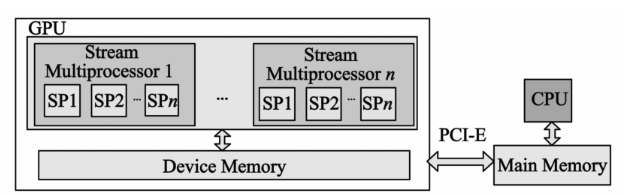 GPU
Stream
Multiprocessor 1
SP1 SP2 ... SPn
...
Stream
Multiprocessor n
SP1 SP2 ... SPn
Device Memory
PCI-E
CPU
Main Memory